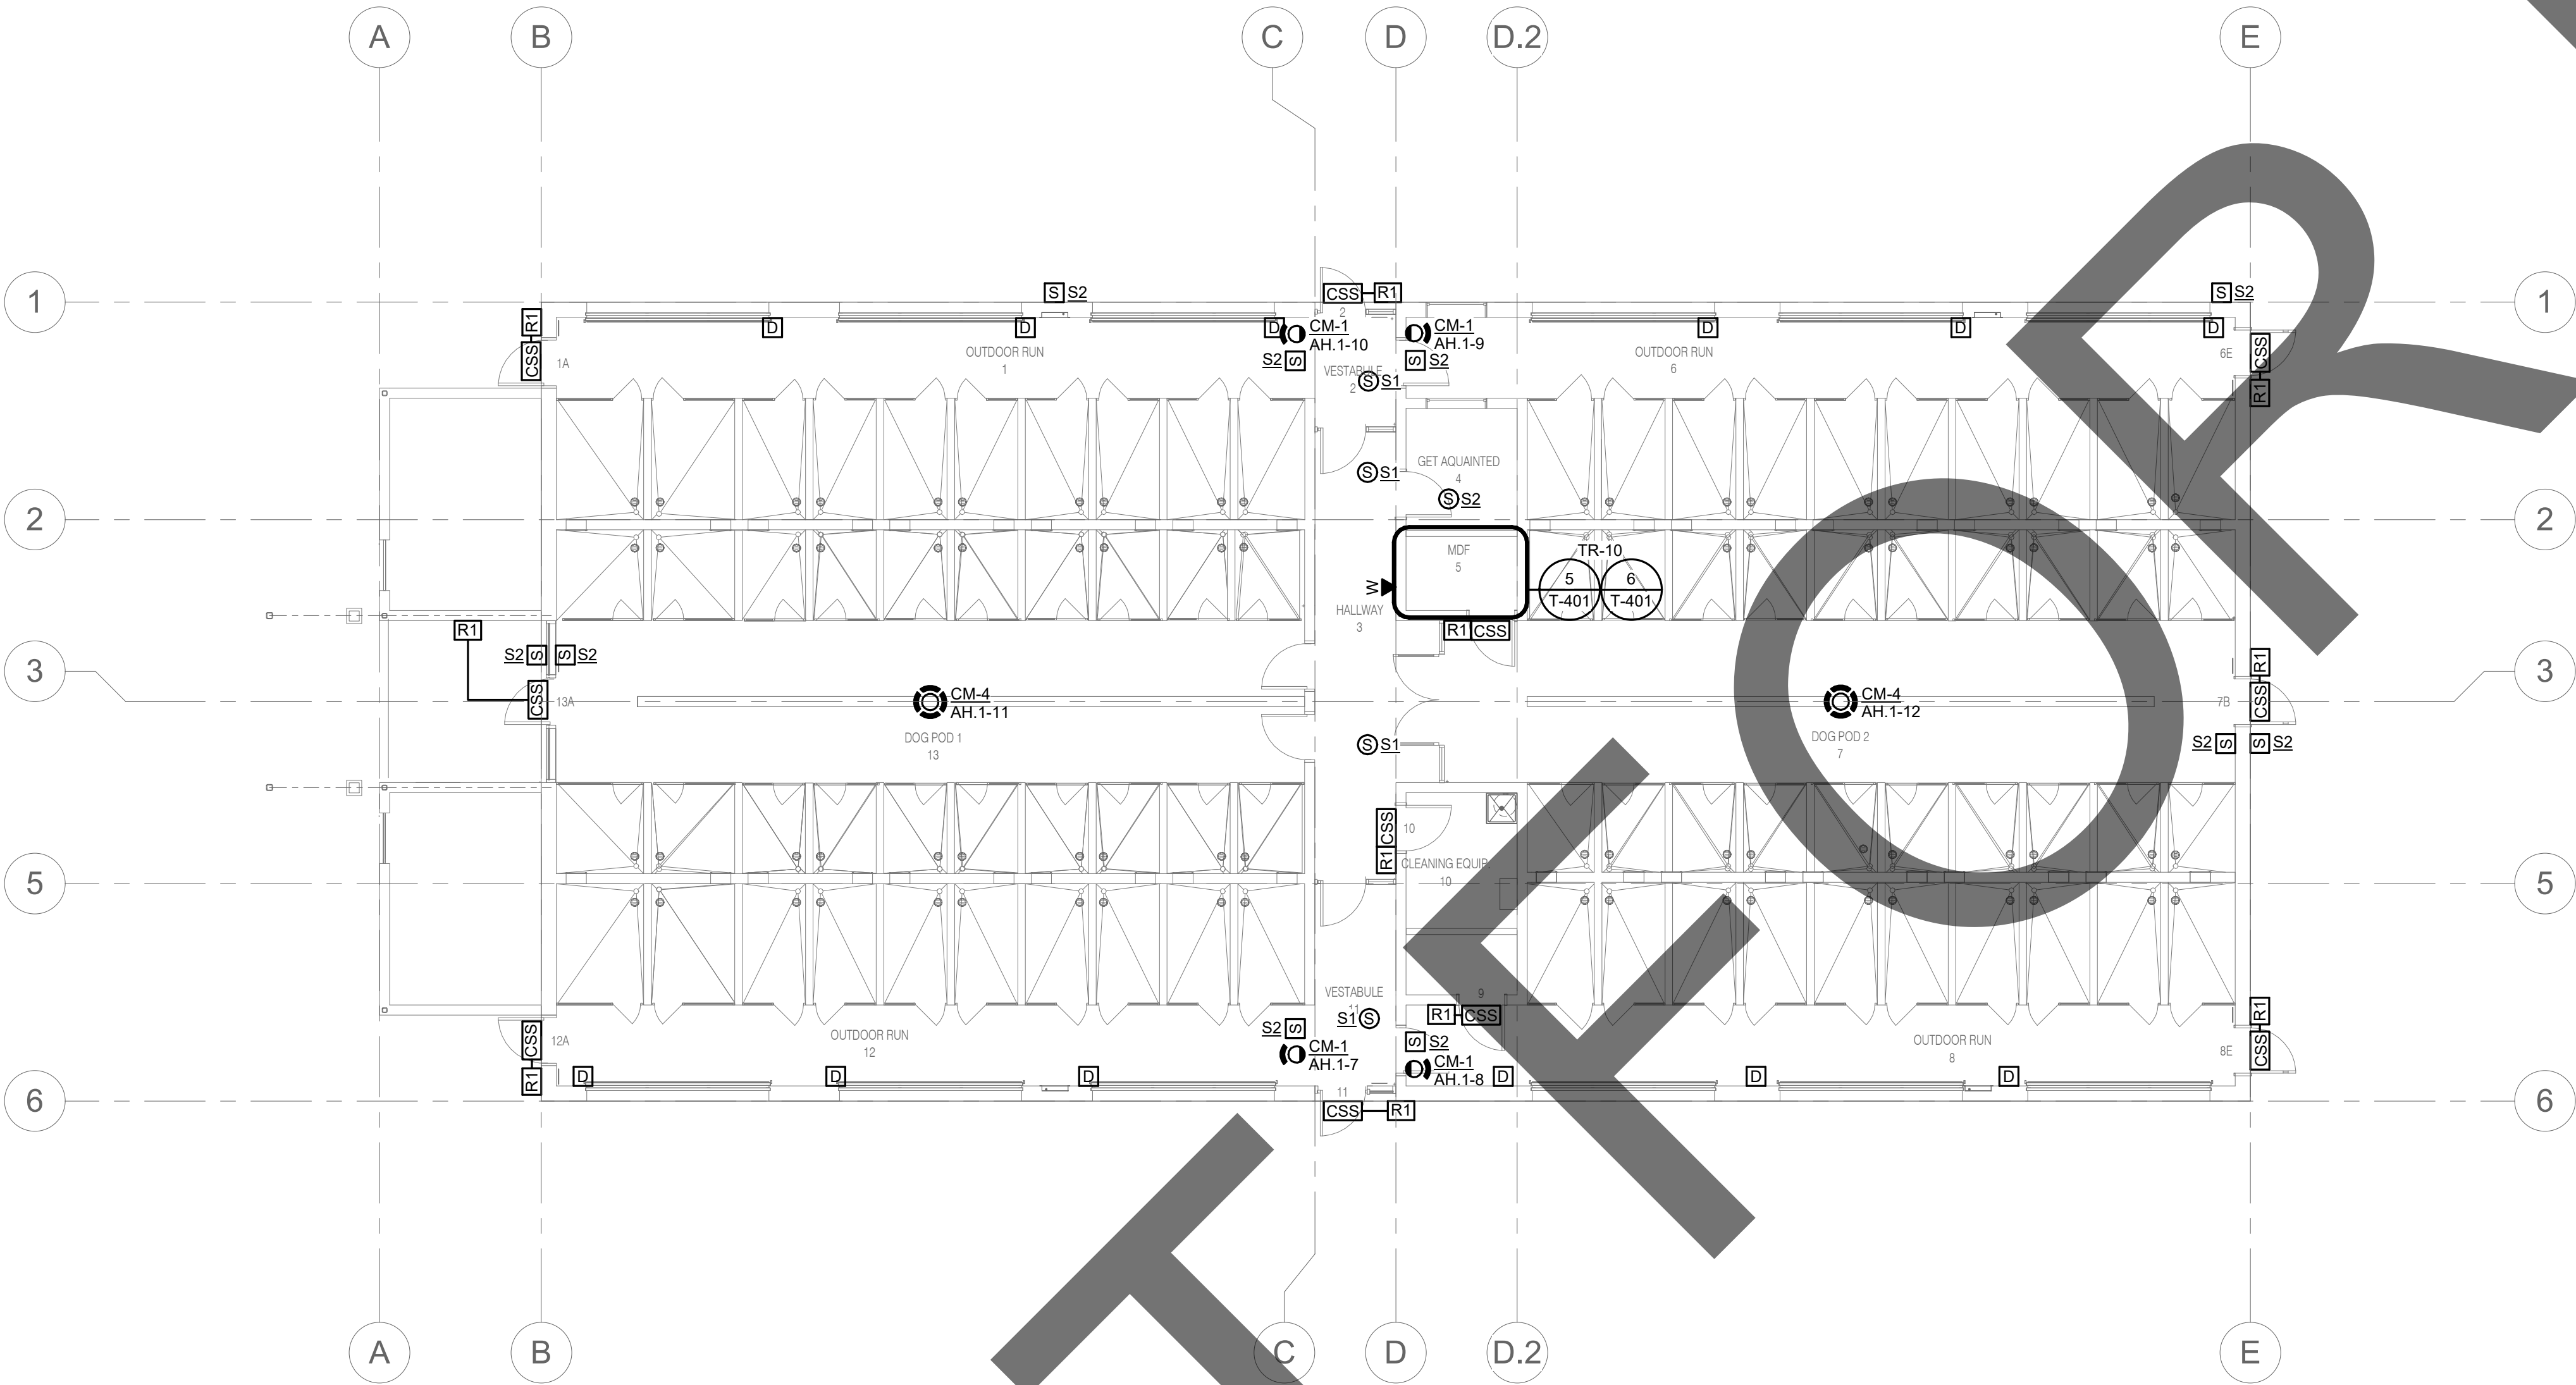 A B C D D.2 E
1 S S2 CSS R1 S S2 1
R1 D D D CM-1 2 CM-1 D D D
AH.1-10 AH.1-9
CSS 1A OUTDOOR RUN S2 S S S2 OUTDOOR RUN 6E CSS
1 VESTABULE 6
2 S S1 R1
GET AQUAINTED
S S1 4
S S2
2 2
MDF TR-10
5 5 6
W T-401 T-401
HALLWAY
3
R1 R1 CSS
S2 S S S2 R1
3 3
CSS 13A CM-4 CM-4 7B CSS
AH.1-11 AH.1-12
DOG POD 1 S S1 DOG POD 2 S2 S S S2
13 7
CSS 10
R1 CLEANING EQUIP.
5 10 5
VESTABULE 9
11 R1 CSS R1
CSS 12A OUTDOOR RUN S2 S S1 S S S2 OUTDOOR RUN 8E CSS
12 8
CM-1 CM-1
AH.1-7 AH.1-8
R1 D D D 11 D D D
6 CSS R1 6
A B C D D.2 E